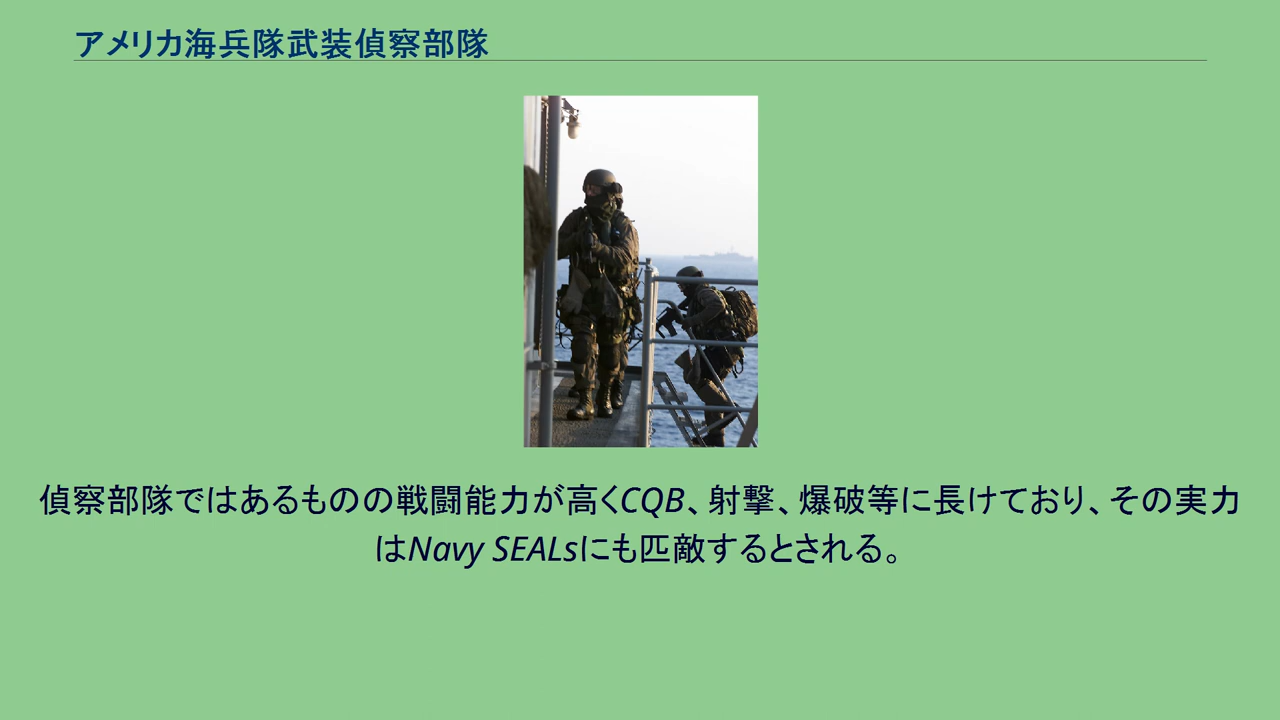 アメリカ海兵隊武装偵察部隊
偵察部隊ではあるものの戦闘能力が高くCQB、射撃、爆破等に長けており、その実力
はNavy SEALsにも匹敵するとされる。